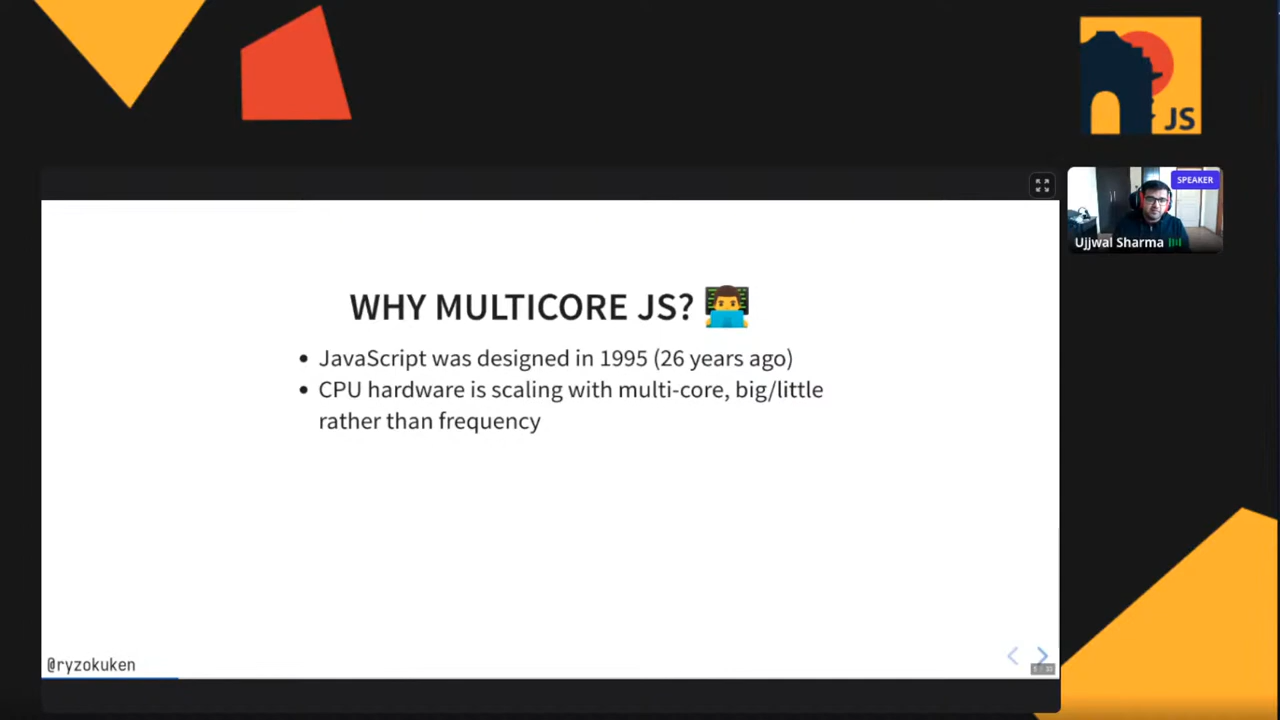 JS
SPEAKER
Ujjwal Sharma
WHY MULTICORE JS?
• JavaScript was designed in 1995 (26 years ago)
• CPU hardware is scaling with multi-core, big/little
rather than frequency
@ryzokuken